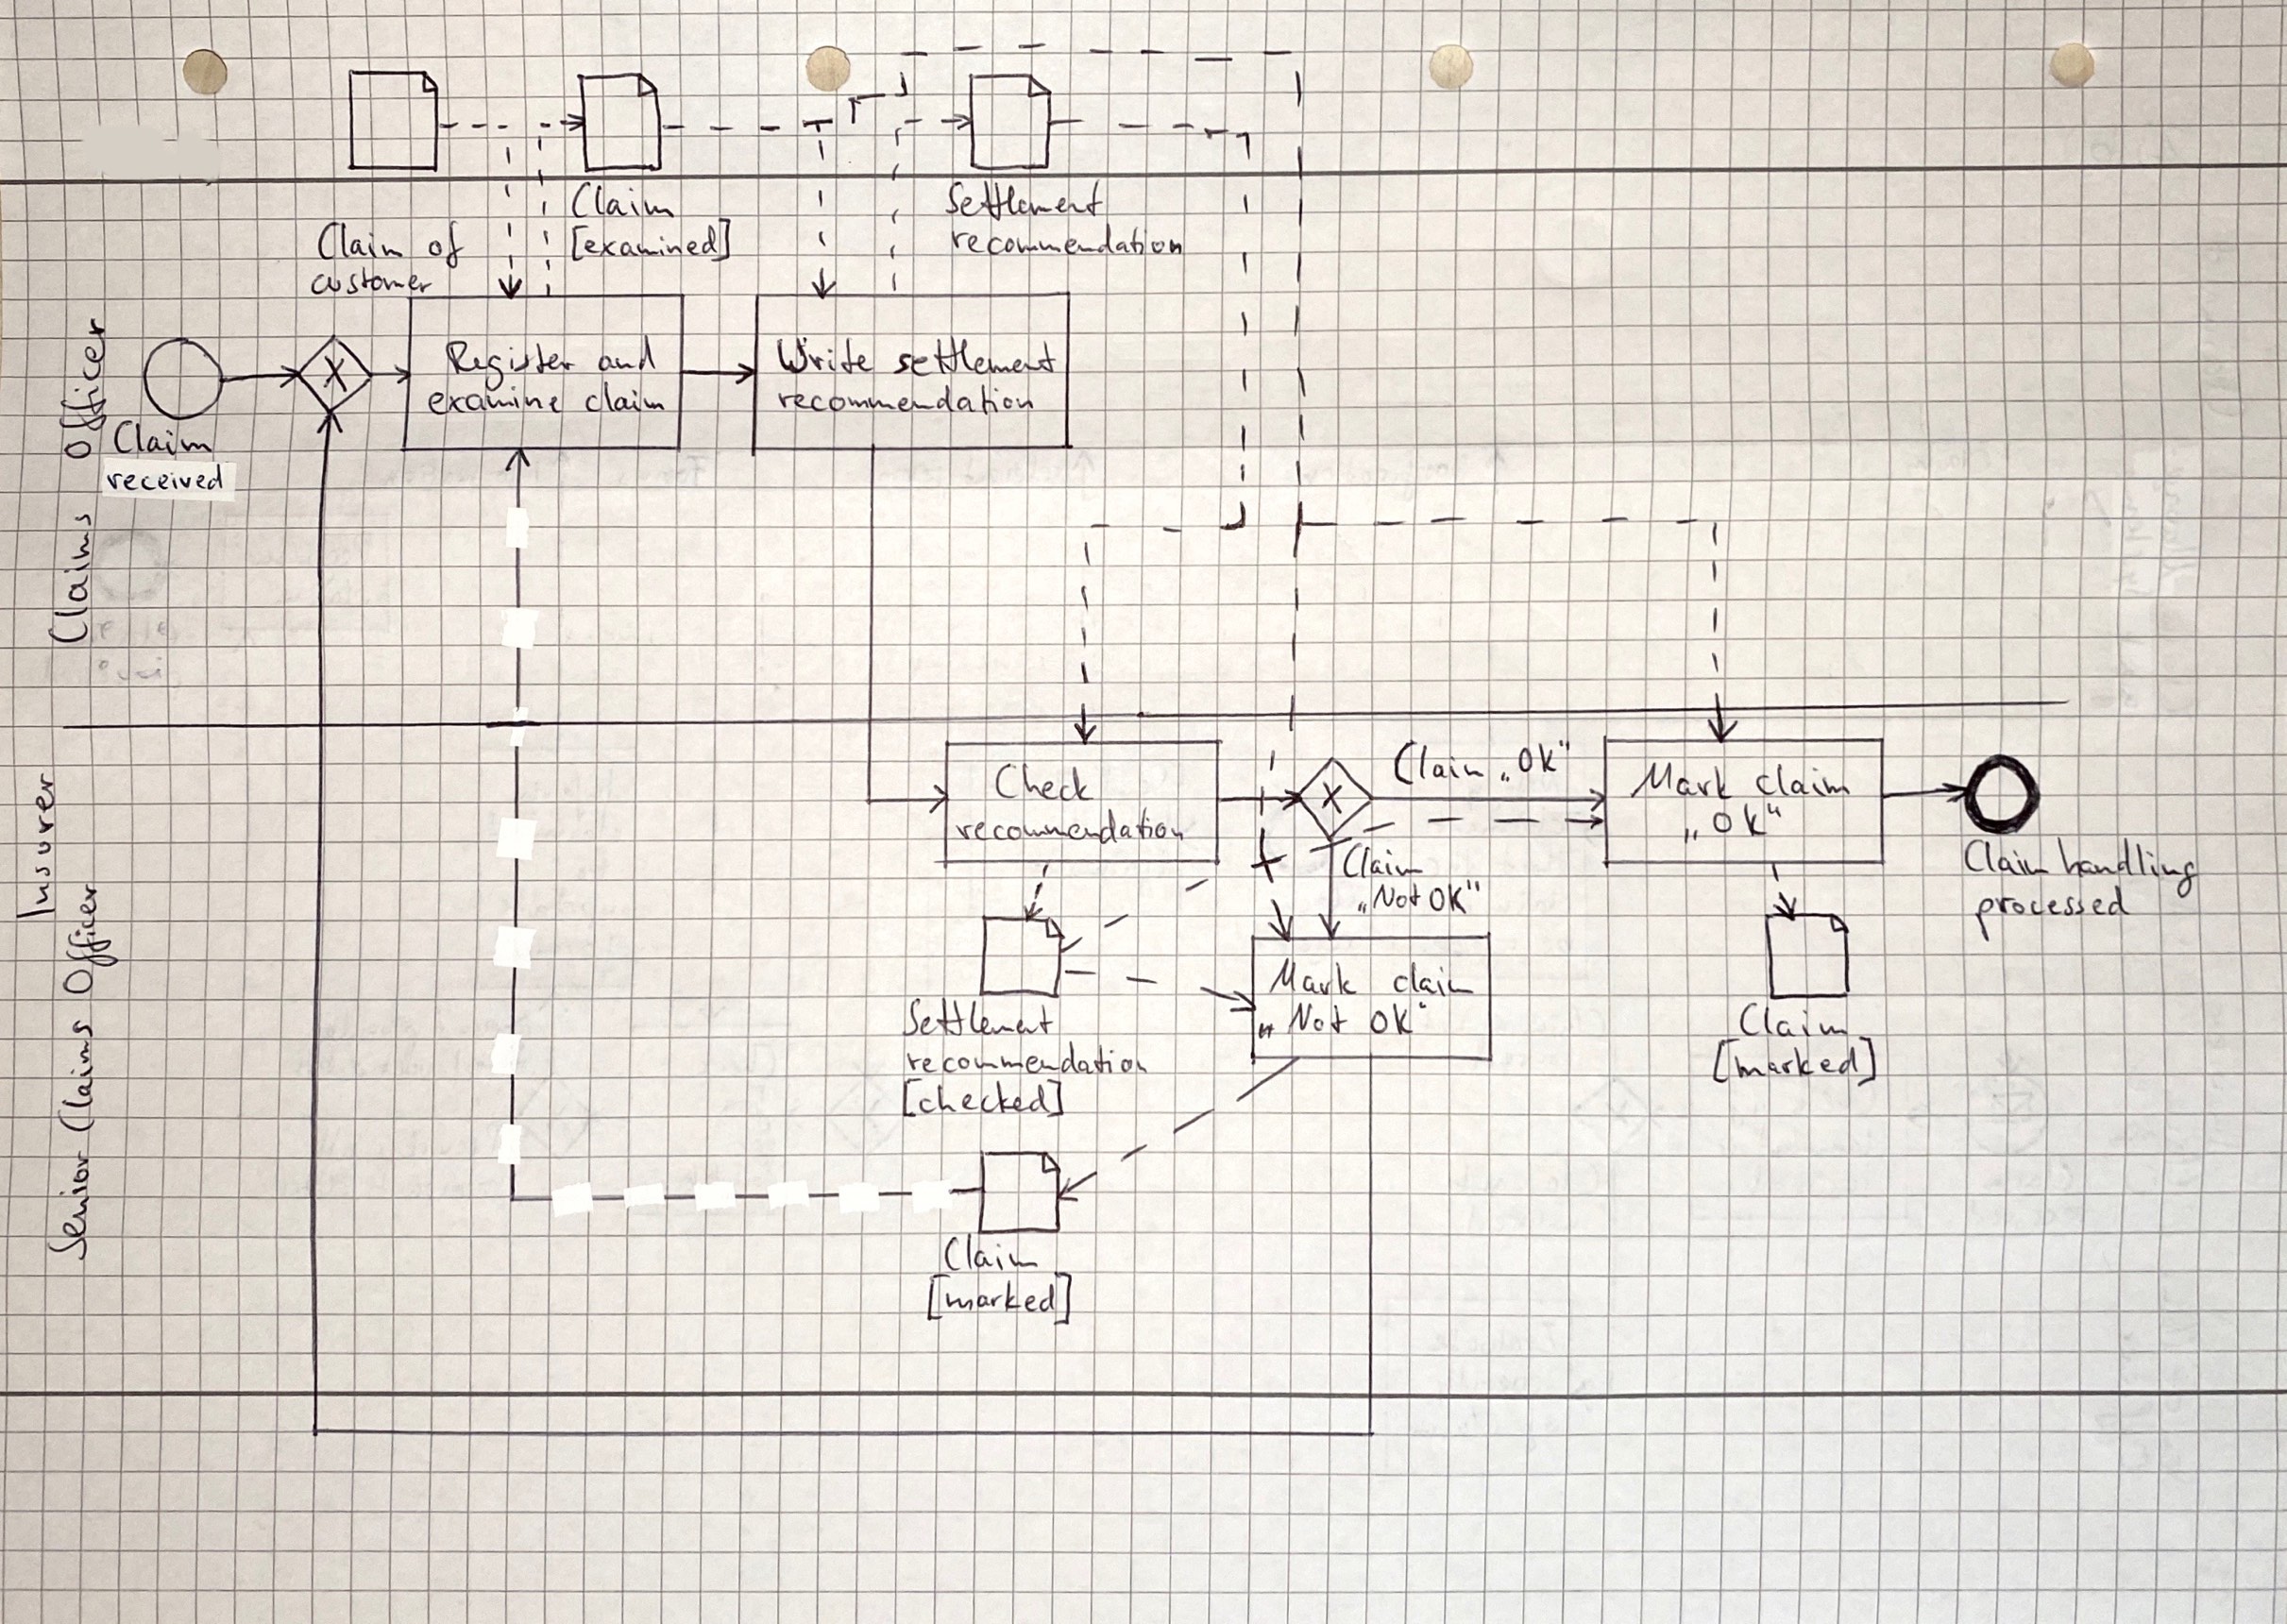 Claim of
customer
Claim
[examined]
Settlement
recommendation
Insurer
Claims Officer
Claim
received
X
Register and
examine claim
Write settlement
recommendation
Senior Claims Officer
Check
recommendation
X
Claim „OK"
Claim
„Not OK"
Mark claim
„OK"
Claim handling
processed
Settlement
recommendation
[checked]
Mark claim
„Not OK"
Claim
[marked]
Claim
[marked]